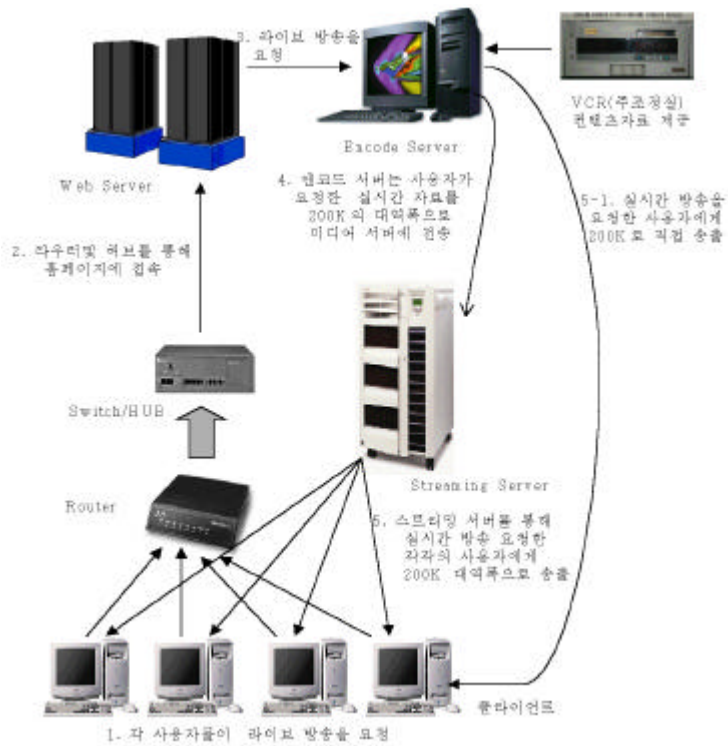 3. 라이브 방송을
요청
VCR(주조정실)
컨텐츠자료 제공
Encode Server
Web Server
4. 엔코드 서버는 사용자가
요청한 실시간 자료를
200K의 대역폭으로
미디어 서버에 전송
5-1. 실시간 방송을
요청한 사용자에게
200K로 직접 송출
2. 라우터및 허브를 통해
홈페이지에 접속
Switch/HUB
Streaming Server
Router
5. 스트리밍 서버를 통해
실시간 방송 요청한
각각의 사용자에게
200K 대역폭으로 송출
클라이언트
1. 각 사용자들이 라이브 방송을 요청